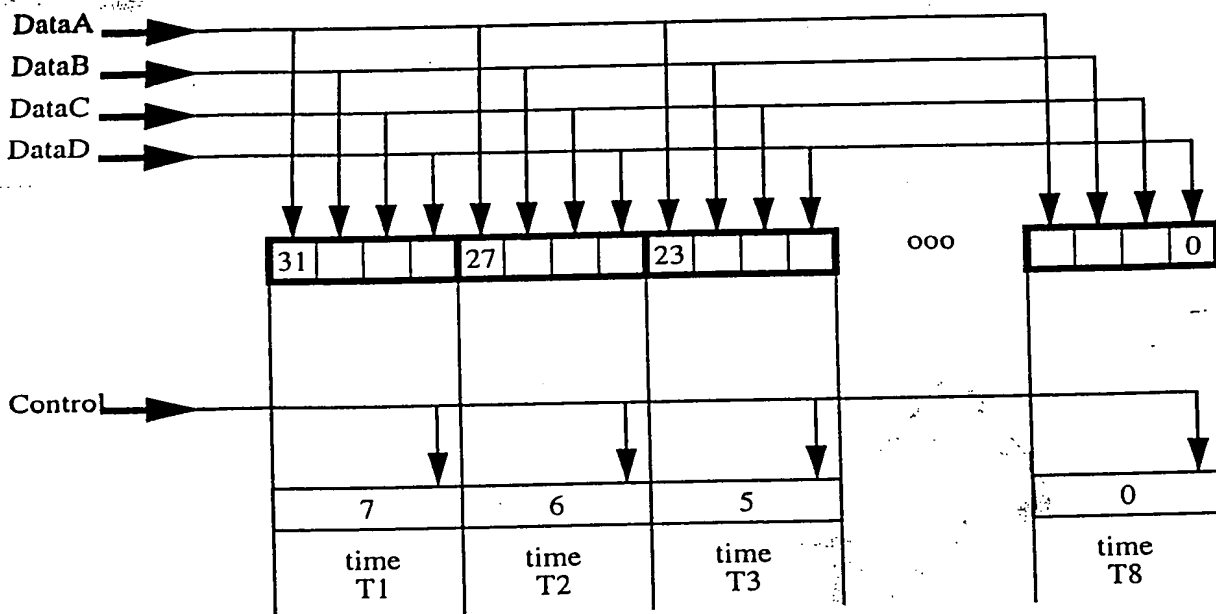 DataA
DataB
DataC
DataD
31 27 23 ooo 0
Control
7 6 5 0
time T1
time T2
time T3
time T8